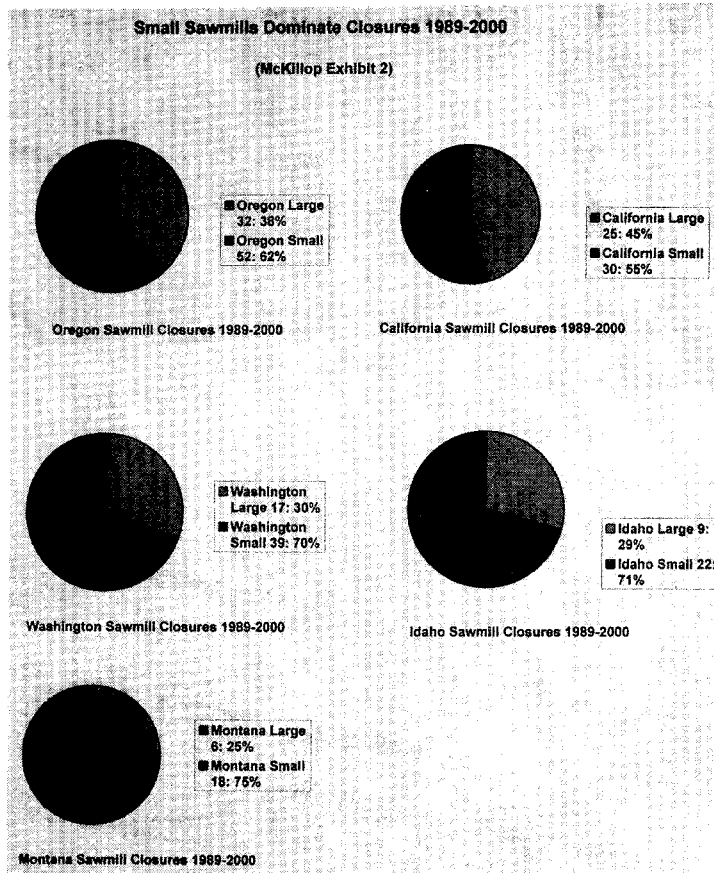 Small Sawmills Dominate Closures 1989-2000
(McKillop Exhibit 2)
Oregon Large
32: 38%
Oregon Small
52: 62%
Oregon Sawmill Closures 1989-2000
California Large
25: 45%
California Small
30: 55%
California Sawmill Closures 1989-2000
Washington
Large 17: 30%
Washington
Small 39: 70%
Washington Sawmill Closures 1989-2000
Idaho Large 9:
29%
Idaho Small 22:
71%
Idaho Sawmill Closures 1989-2000
Montana Large
6: 25%
Montana Small
18: 75%
Montana Sawmill Closures 1989-2000